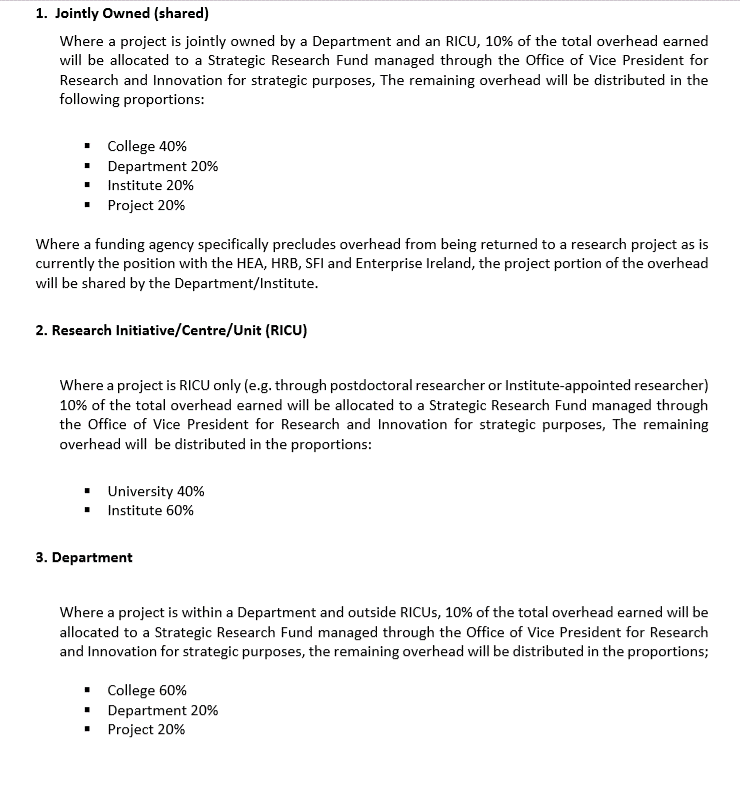 1. Jointly Owned (shared)
Where a project is jointly owned by a Department and an RICU, 10% of the total overhead earned
will be allocated to a Strategic Research Fund managed through the Office of Vice President for
Research and Innovation for strategic purposes, The remaining overhead will be distributed in the
following proportions:
▪ College 40%
▪ Department 20%
▪ Institute 20%
▪ Project 20%
Where a funding agency specifically precludes overhead from being returned to a research project as is
currently the position with the HEA, HRB, SFI and Enterprise Ireland, the project portion of the overhead
will be shared by the Department/Institute.
2. Research Initiative/Centre/Unit (RICU)
Where a project is RICU only (e.g. through postdoctoral researcher or Institute-appointed researcher)
10% of the total overhead earned will be allocated to a Strategic Research Fund managed through
the Office of Vice President for Research and Innovation for strategic purposes, The remaining
overhead will be distributed in the proportions:
▪ University 40%
▪ Institute 60%
3. Department
Where a project is within a Department and outside RICUs, 10% of the total overhead earned will be
allocated to a Strategic Research Fund managed through the Office of Vice President for Research
and Innovation for strategic purposes, the remaining overhead will be distributed in the proportions;
▪ College 60%
▪ Department 20%
▪ Project 20%